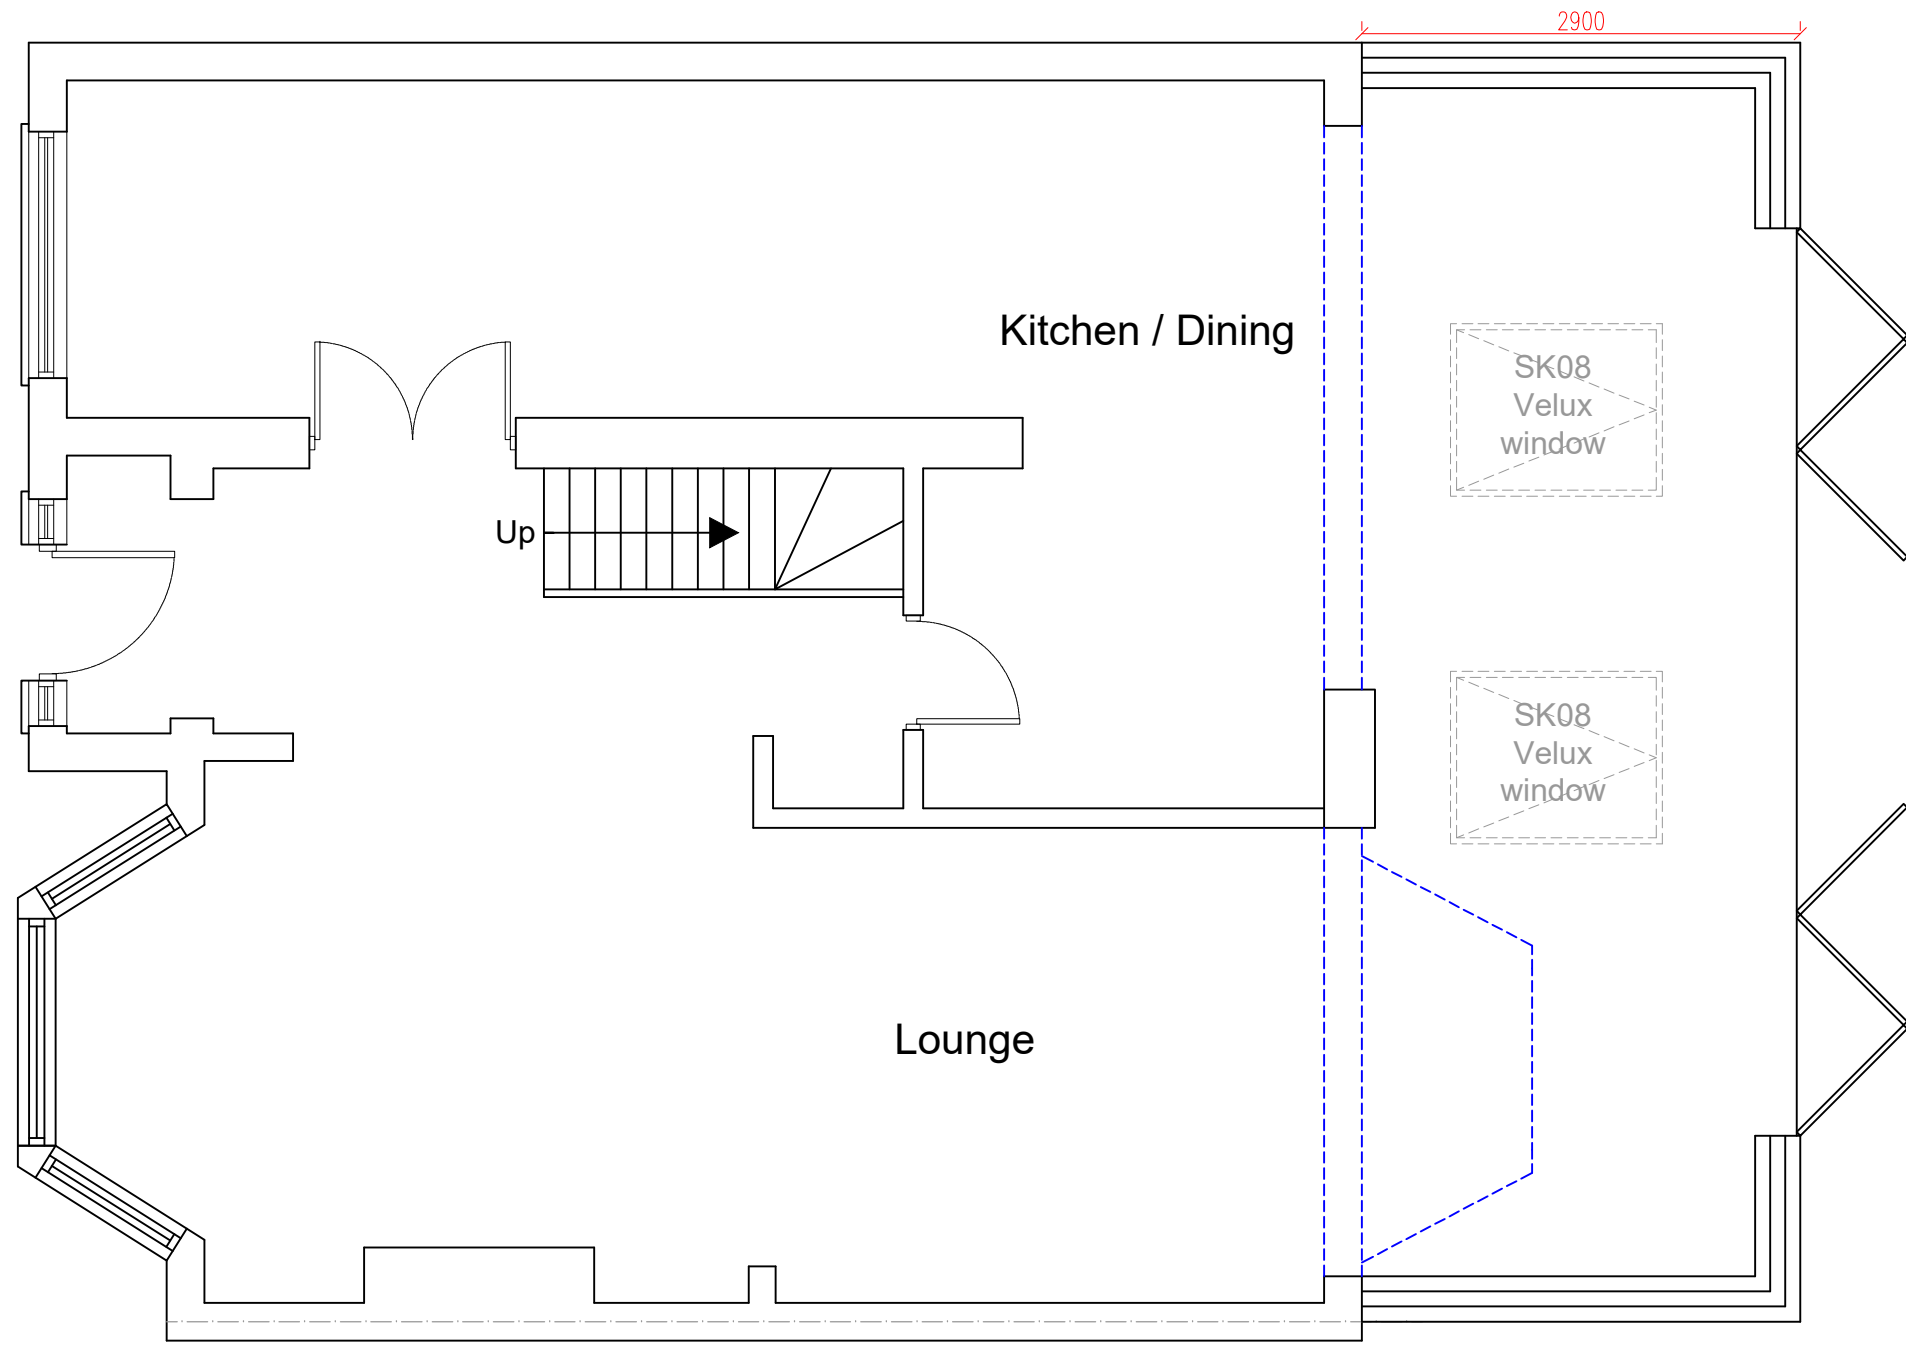 2900
Kitchen / Dining
SK08
Velux
window
Up
SK08
Velux
window
Lounge